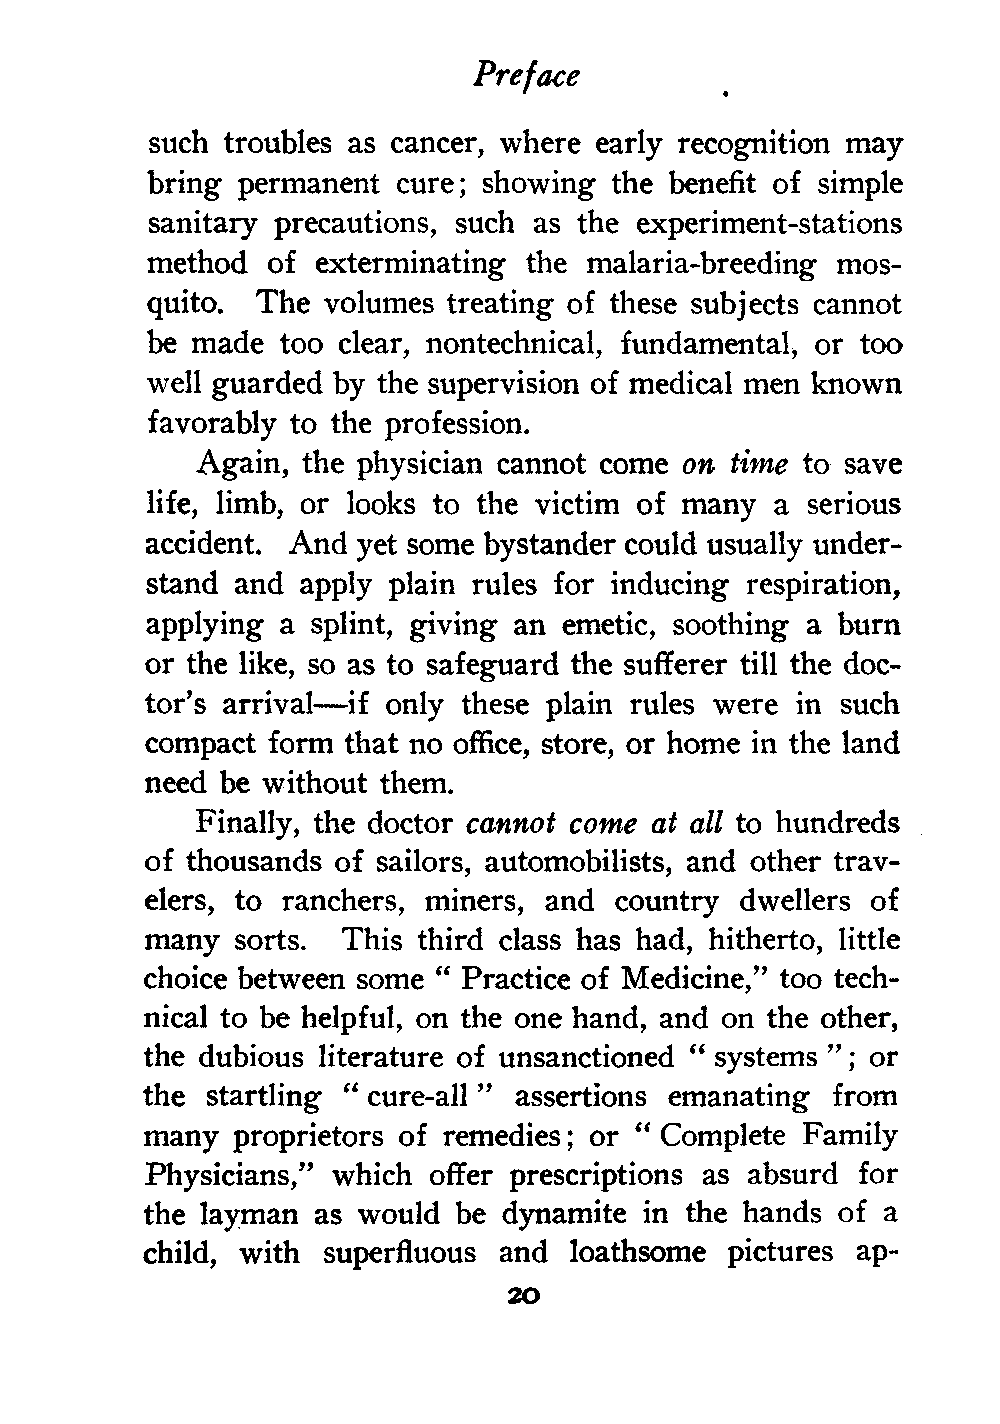 Preface
such troubles as cancer, where early recognition may
bring permanent cure; showing the benefit of simple
sanitary precautions, such as the experiment-stations
method of exterminating the malaria-breeding mos-
quito. The volumes treating of these subjects cannot
be made too clear, nontechnical, fundamental, or too
well guarded by the supervision of medical men known
favorably to the profession.
Again, the physician cannot come on time to save
life, limb, or looks to the victim of many a serious
accident. And yet some bystander could usually under-
stand and apply plain rules for inducing respiration,
applying a splint, giving an emetic, soothing a burn
or the like, so as to safeguard the sufferer till the doc-
tor's arrival—if only these plain rules were in such
compact form that no office, store, or home in the land
need be without them.
Finally, the doctor cannot come at all to hundreds
of thousands of sailors, automobilists, and other trav-
elers, to ranchers, miners, and country dwellers of
many sorts. This third class has had, hitherto, little
choice between some “ Practice of Medicine,” too tech-
nical to be helpful, on the one hand, and on the other,
the dubious literature of unsanctioned “ systems ”; or
the startling “ cure-all ” assertions emanating from
many proprietors of remedies; or “ Complete Family
Physicians,” which offer prescriptions as absurd for
the layman as would be dynamite in the hands of a
child, with superfluous and loathsome pictures ap-
20